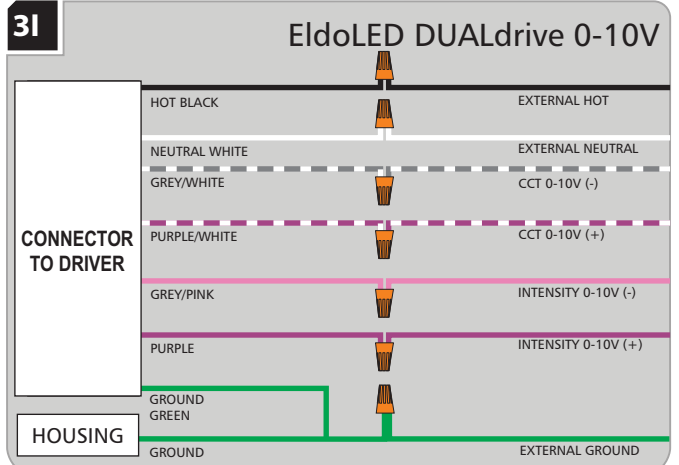 3I
EldoLED DUALdrive 0-10V
HOT BLACK
EXTERNAL HOT
NEUTRAL WHITE
EXTERNAL NEUTRAL
GREY/WHITE
CCT 0-10V (-)
CONNECTOR
TO DRIVER
PURPLE/WHITE
CCT 0-10V (+)
GREY/PINK
INTENSITY 0-10V (-)
PURPLE
INTENSITY 0-10V (+)
GROUND
GREEN
HOUSING
GROUND
EXTERNAL GROUND